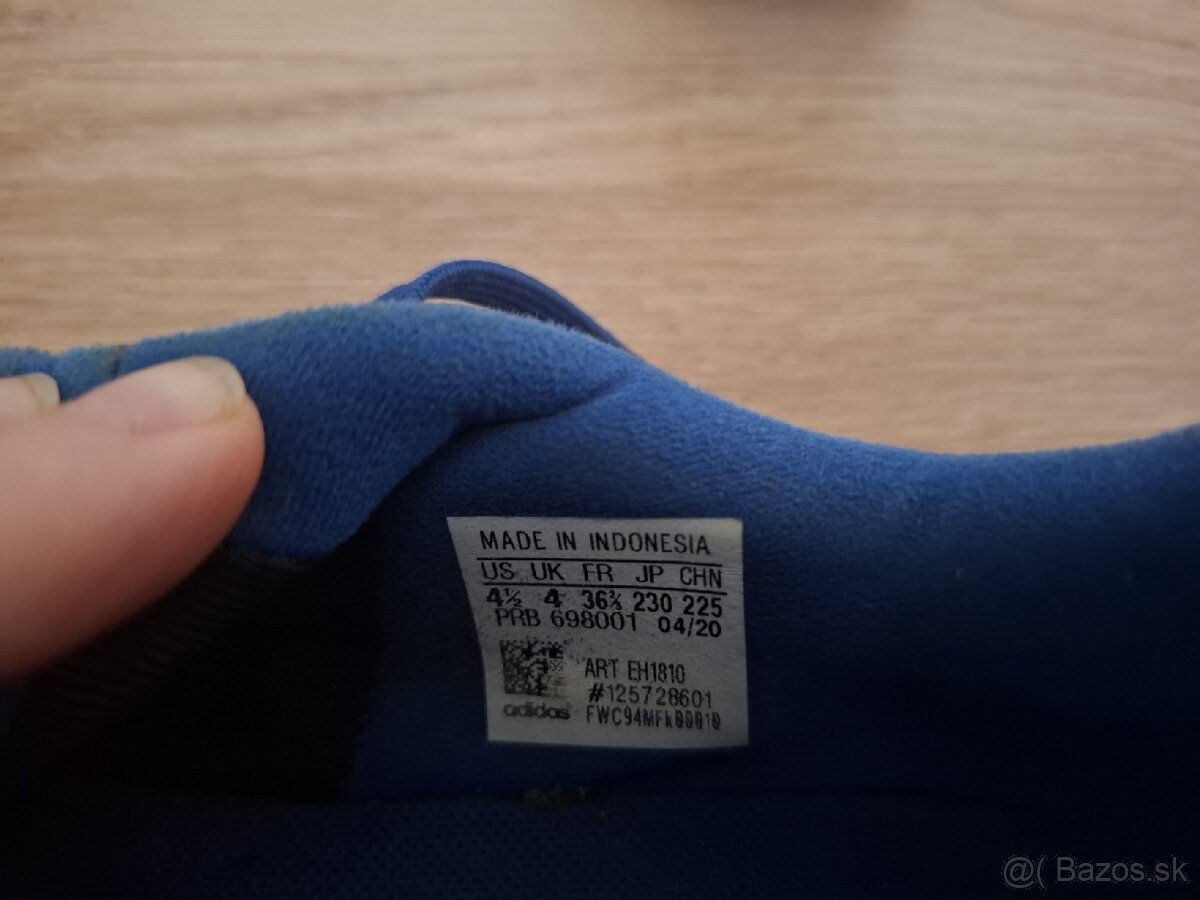 MADE IN INDONESIA
US UK FR JP CHN
4½ 4 36⅔ 230 225
PRB 698001 04/20
ART EH1810
#125728601
adidas
@( Bazos.sk